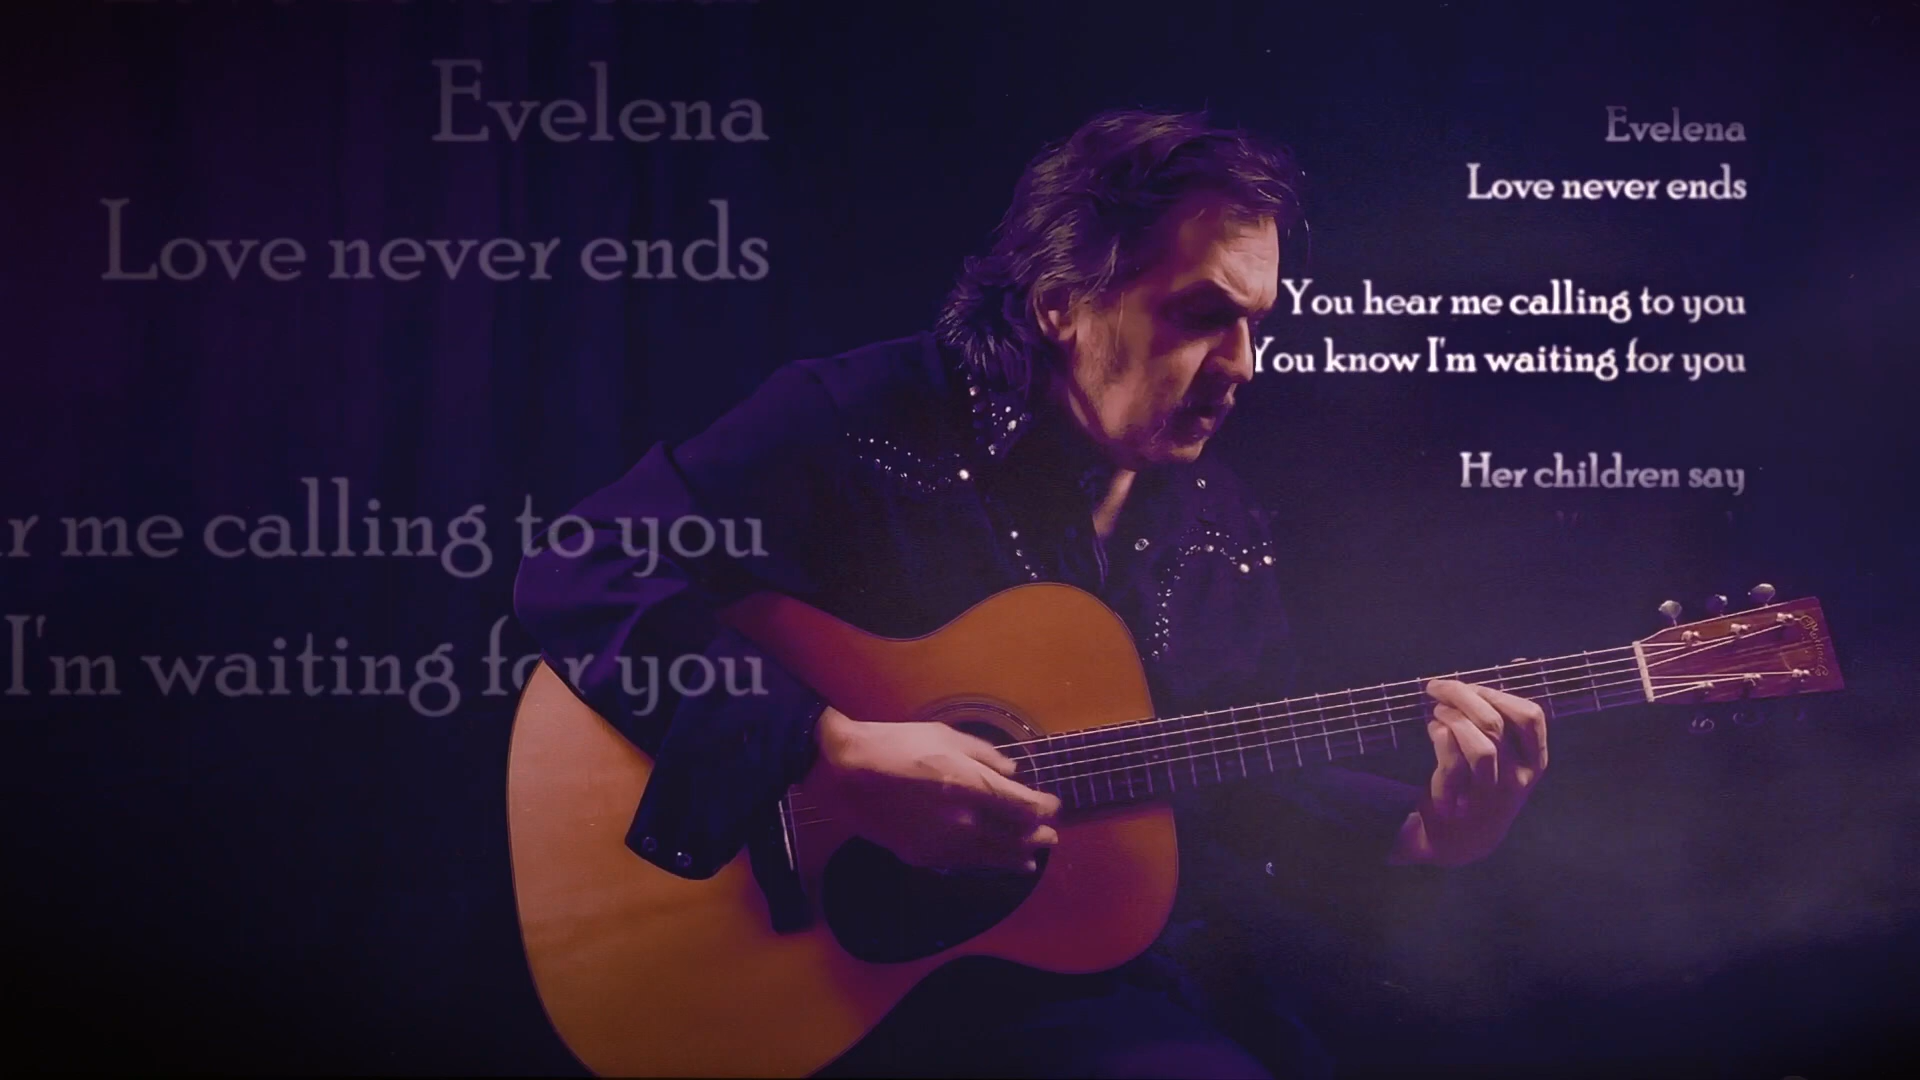 Evelena
Love never ends
r me calling to you
I'm waiting for you
Evelena
Love never ends
You hear me calling to you
You know I'm waiting for you
Her children say